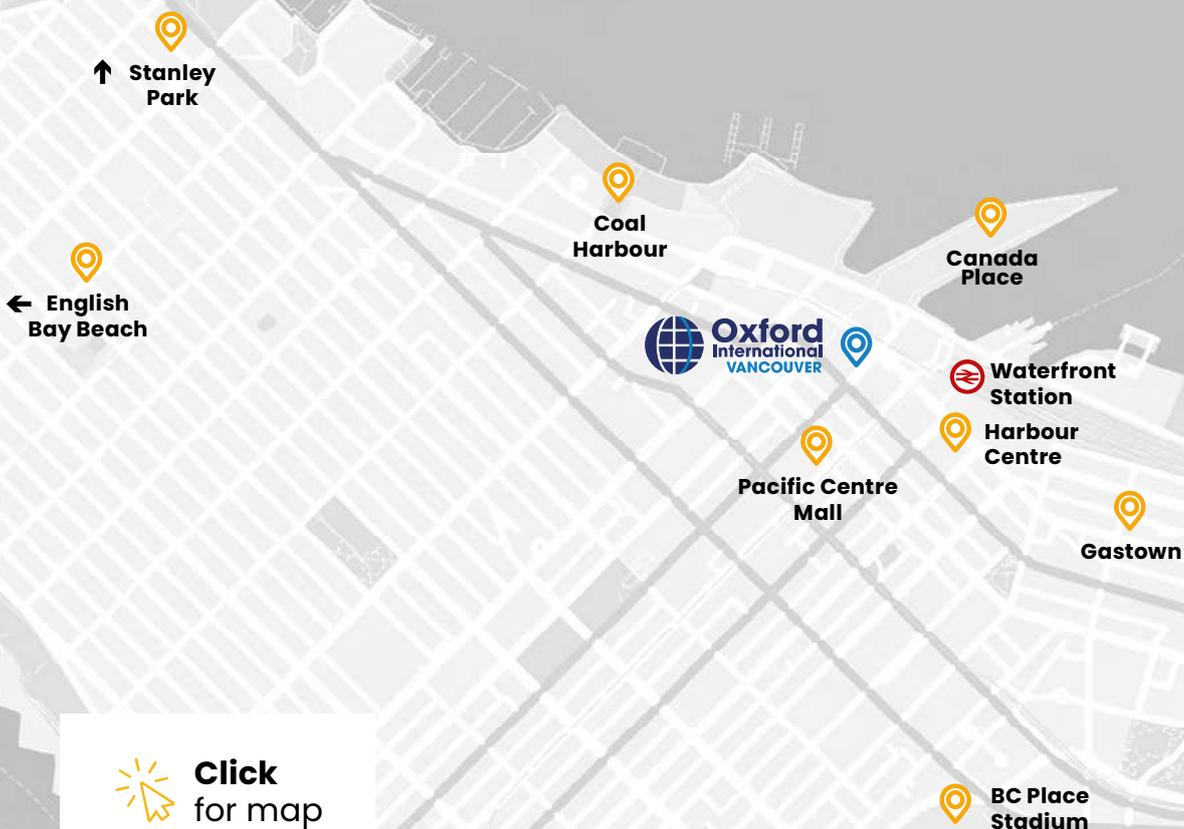 Stanley
Park
Coal
Harbour
Canada
Place
English
Bay Beach
Oxford
International
VANCOUVER
Waterfront
Station
Harbour
Centre
Pacific Centre
Mall
Gastown
Click
for map
BC Place
Stadium